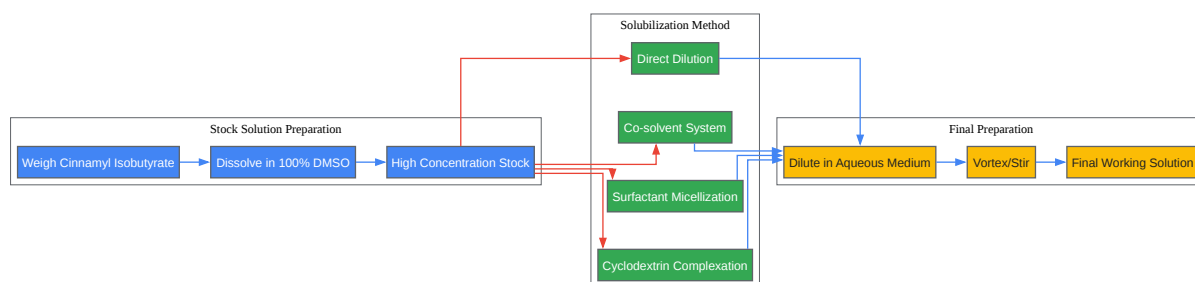 Solubilization Method
Direct Dilution
Stock Solution Preparation
Co-solvent System
Final Preparation
Weigh Cinnamyl Isobutyrate
Dissolve in 100% DMSO
High Concentration Stock
Dilute in Aqueous Medium
Vortex/Stir
Final Working Solution
Surfactant Micellization
Cyclodextrin Complexation